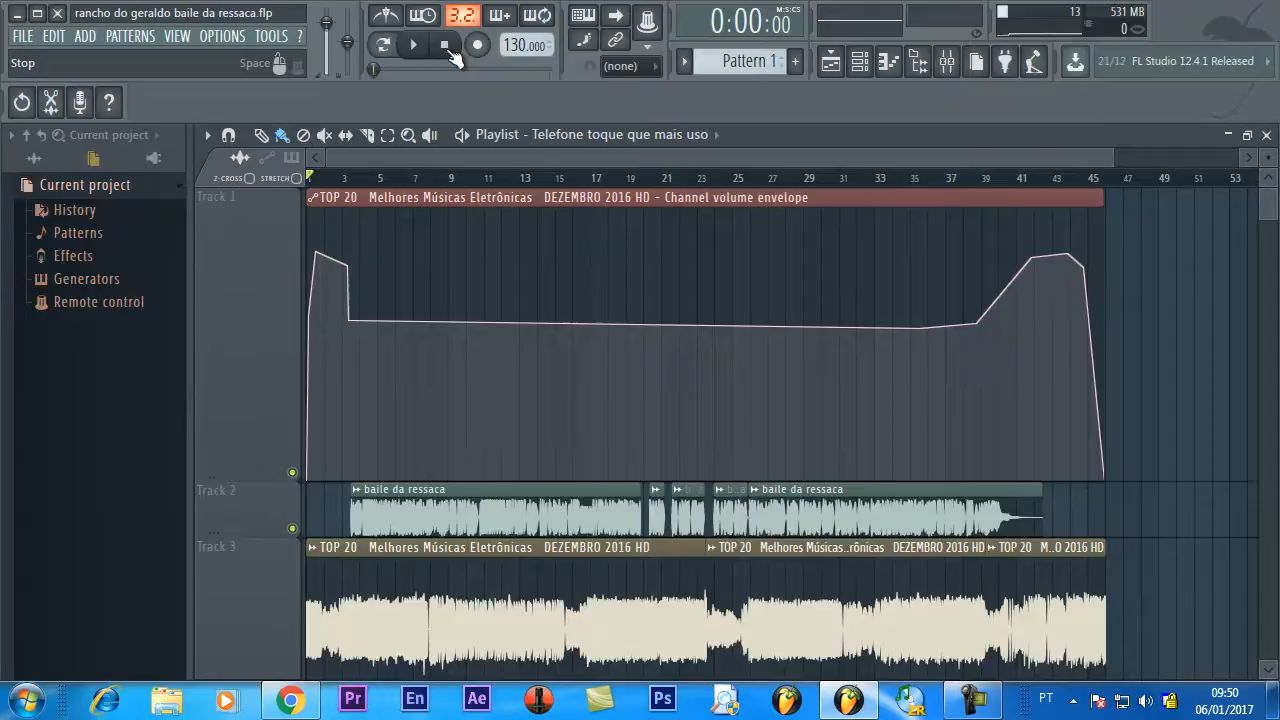 rancho do geraldo baile da ressaca.flp
FILE EDIT ADD PATTERNS VIEW OPTIONS TOOLS ?
Stop
Space
3.2.
130.000
0:00:00
M:S:CS
(none)
Pattern 1
13
531 MB
0
21/12 FL Studio 12.4.1 Released
Current project
Playlist - Telefone toque que mais uso
Current project
History
Patterns
Effects
Generators
Remote control
Z-CROSS STRETCH
3 5 7 9 11 13 15 17 19 21 23 25 27 29 31 33 35 37 39 41 43 45 47 49 51 53
Track 1
TOP 20 Melhores Músicas Eletrônicas DEZEMBRO 2016 HD - Channel volume envelope
Track 2
baile da ressaca
baile da ressaca
Track 3
TOP 20 Melhores Músicas Eletrônicas DEZEMBRO 2016 HD
TOP 20 Melhores Músicas..rônicas DEZEMBRO 2016 HD
TOP 20 M..O 2016 HD
Pr
En
Ae
Ps
2R
PT
09:50
06/01/2017